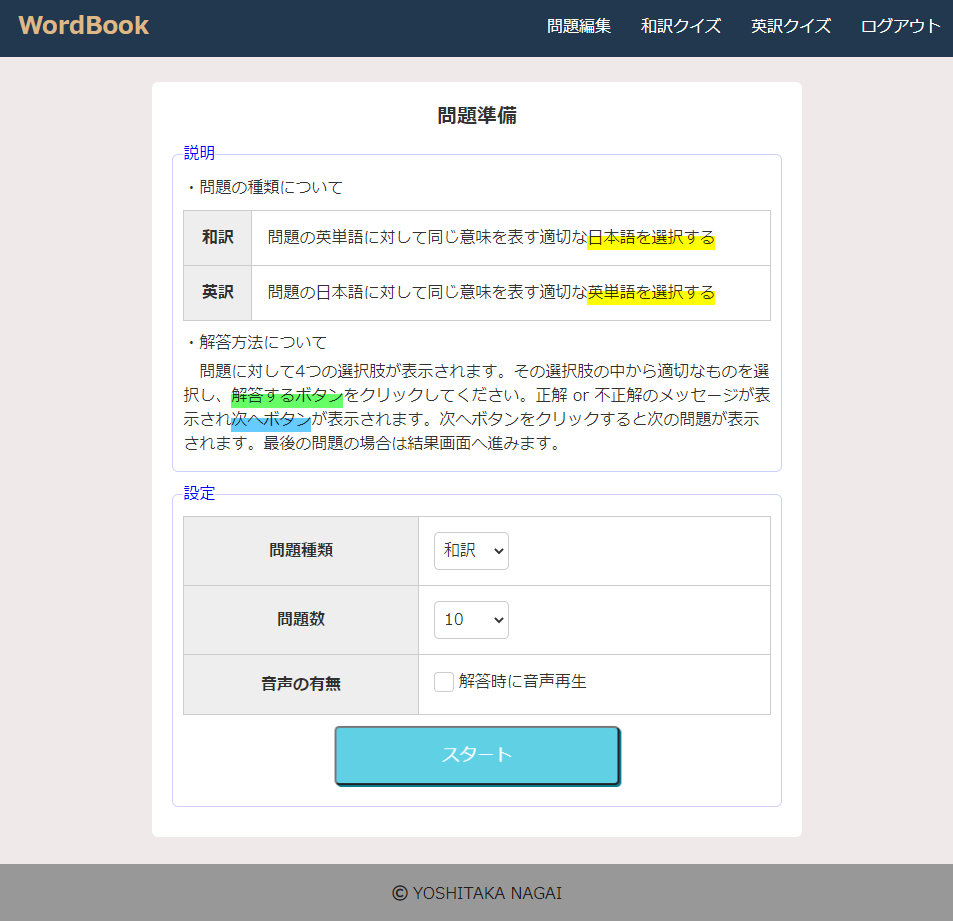 WordBook
問題編集 和訳クイズ 英訳クイズ ログアウト
問題準備
説明
・問題の種類について
和訳 問題の英単語に対して同じ意味を表す適切な日本語を選択する
英訳 問題の日本語に対して同じ意味を表す適切な英単語を選択する
・解答方法について
問題に対して4つの選択肢が表示されます。その選択肢の中から適切なものを選
択し、解答するボタンをクリックしてください。正解 or 不正解のメッセージが表
示され次へボタンが表示されます。次へボタンをクリックすると次の問題が表示
されます。最後の問題の場合は結果画面へ進みます。
設定
問題種類 和訳
問題数 10
音声の有無 解答時に音声再生
スタート
© YOSHITAKA NAGAI